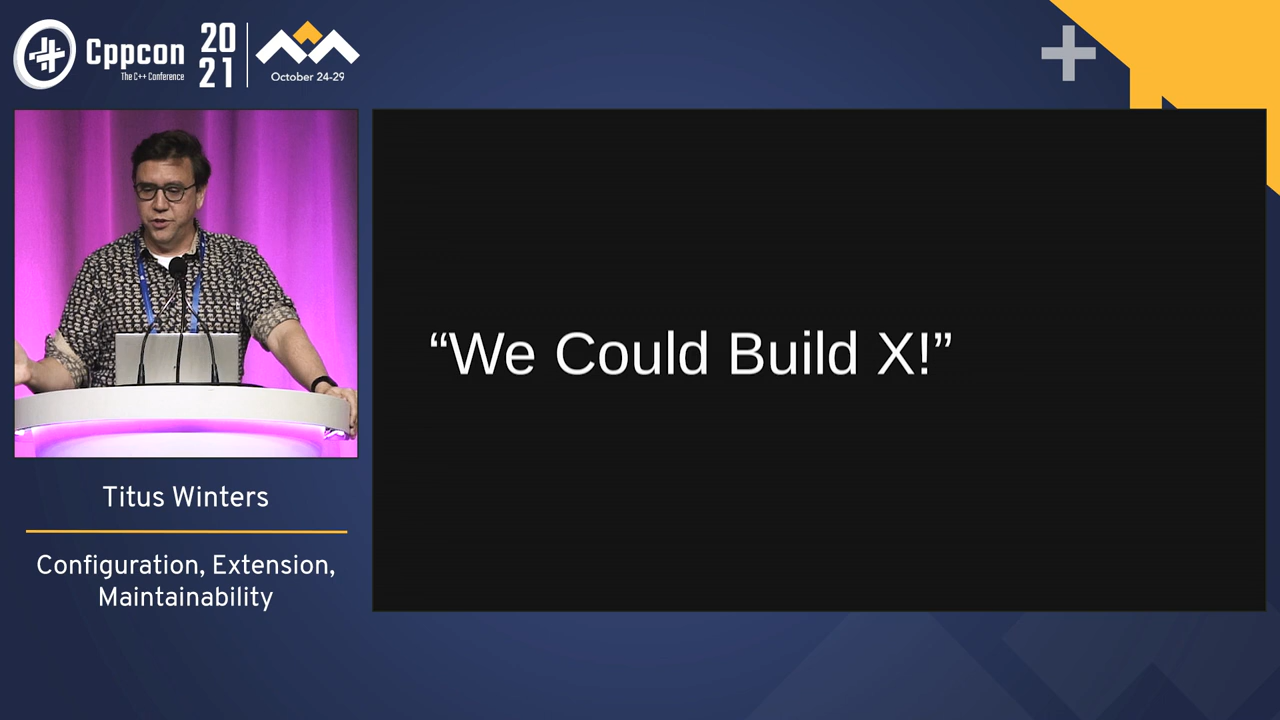 Cppcon
The C++ Conference
20
21
October 24-29
“We Could Build X!”
Titus Winters
Configuration, Extension,
Maintainability